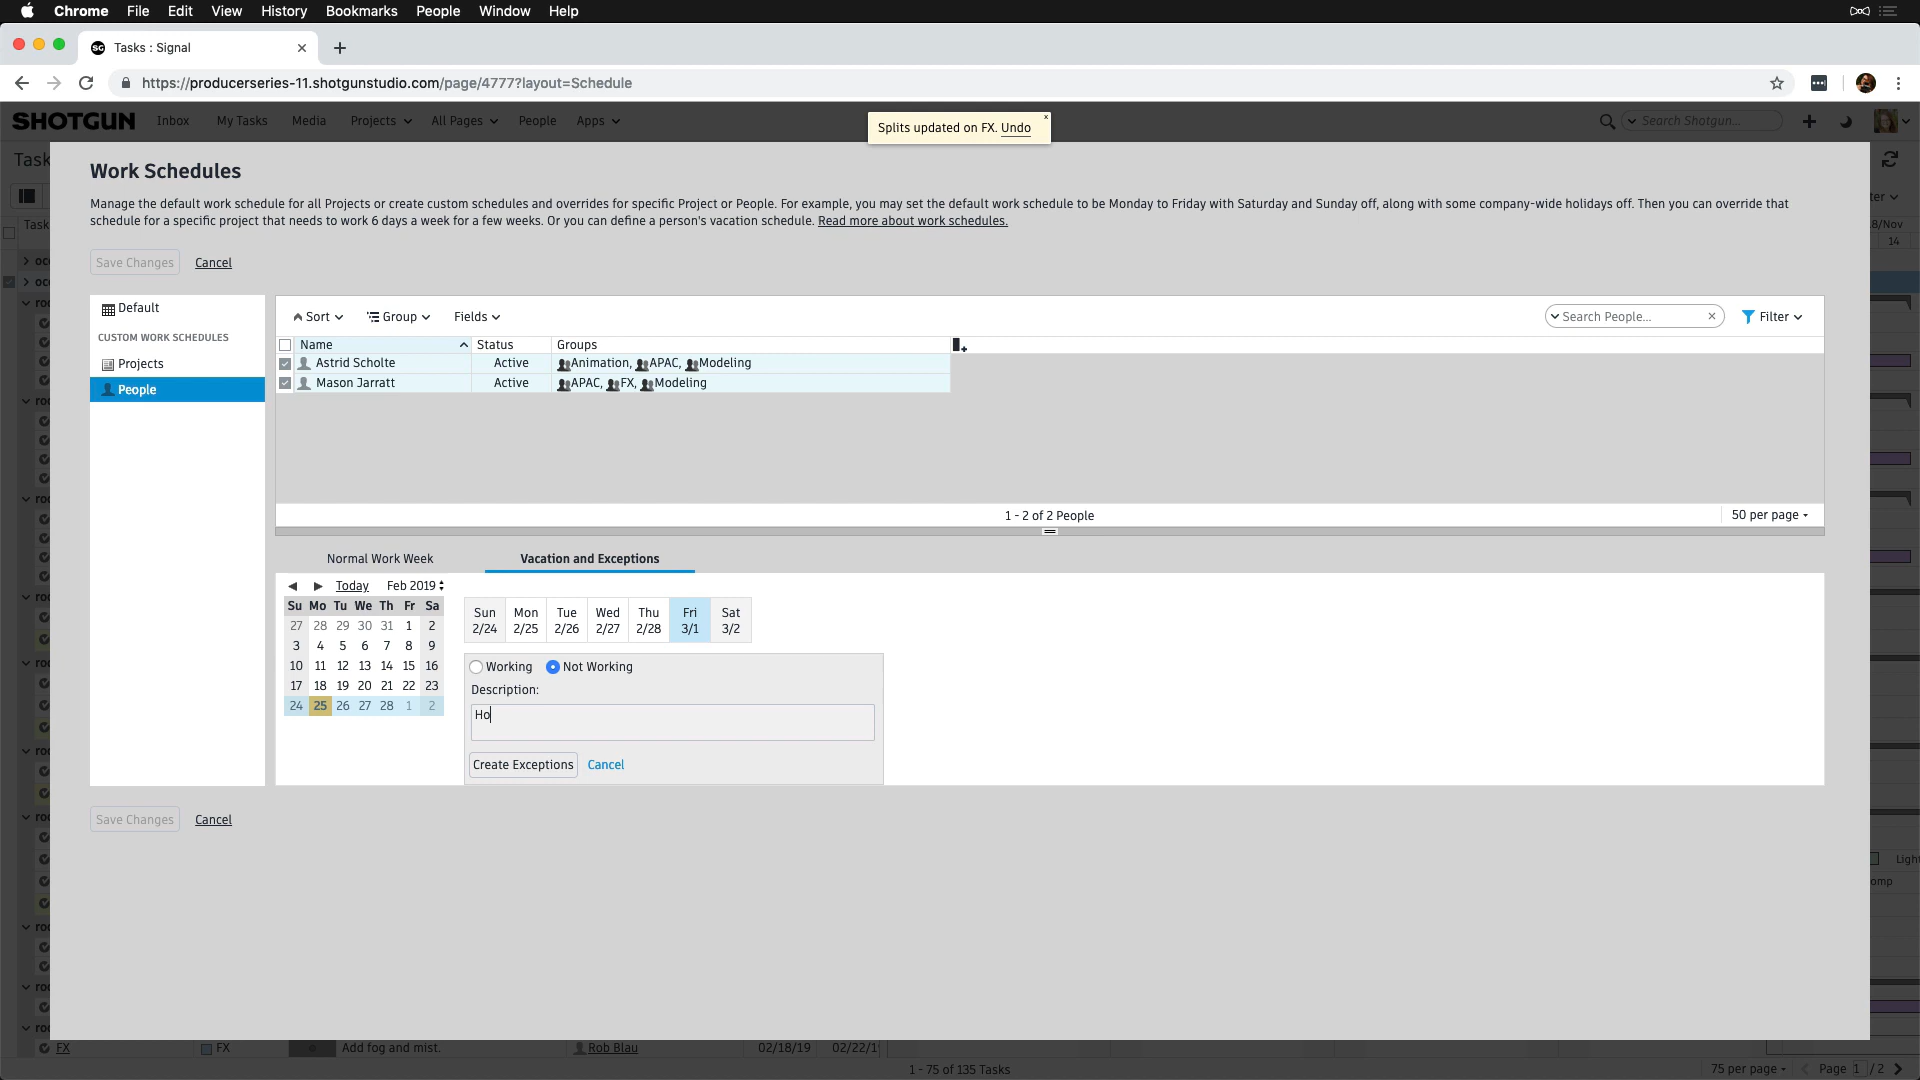 Chrome File Edit View History Bookmarks People Window Help
SG Tasks : Signal
https://producerseries-11.shotgunstudio.com/page/4777?layout=Schedule
SHOTGUN Inbox My Tasks Media Projects All Pages People Apps Search Shotgun...
Splits updated on FX. Undo x
Task
Work Schedules
Manage the default work schedule for all Projects or create custom schedules and overrides for specific Project or People. For example, you may set the default work schedule to be Monday to Friday with Saturday and Sunday off, along with some company-wide holidays off. Then you can override that
schedule for a specific project that needs to work 6 days a week for a few weeks. Or you can define a person's vacation schedule. Read more about work schedules.
ter
Task
8/Nov
14
Save Changes Cancel
Default
CUSTOM WORK SCHEDULES
Projects
People
Sort Group Fields Search People... Filter
Name Status Groups
Astrid Scholte Active Animation, APAC, Modeling
Mason Jarratt Active APAC, FX, Modeling
1 - 2 of 2 People 50 per page
Normal Work Week Vacation and Exceptions
Today Feb 2019
Su Mo Tu We Th Fr Sa
27 28 29 30 31 1 2
3 4 5 6 7 8 9
10 11 12 13 14 15 16
17 18 19 20 21 22 23
24 25 26 27 28 1 2
Sun Mon Tue Wed Thu Fri Sat
2/24 2/25 2/26 2/27 2/28 3/1 3/2
Working Not Working
Description:
Ho
Create Exceptions Cancel
Save Changes Cancel
Light
omp
FX FX Add fog and mist. Rob Blau 02/18/19 02/22/1
1 - 75 of 135 Tasks 75 per page Page 1 / 2